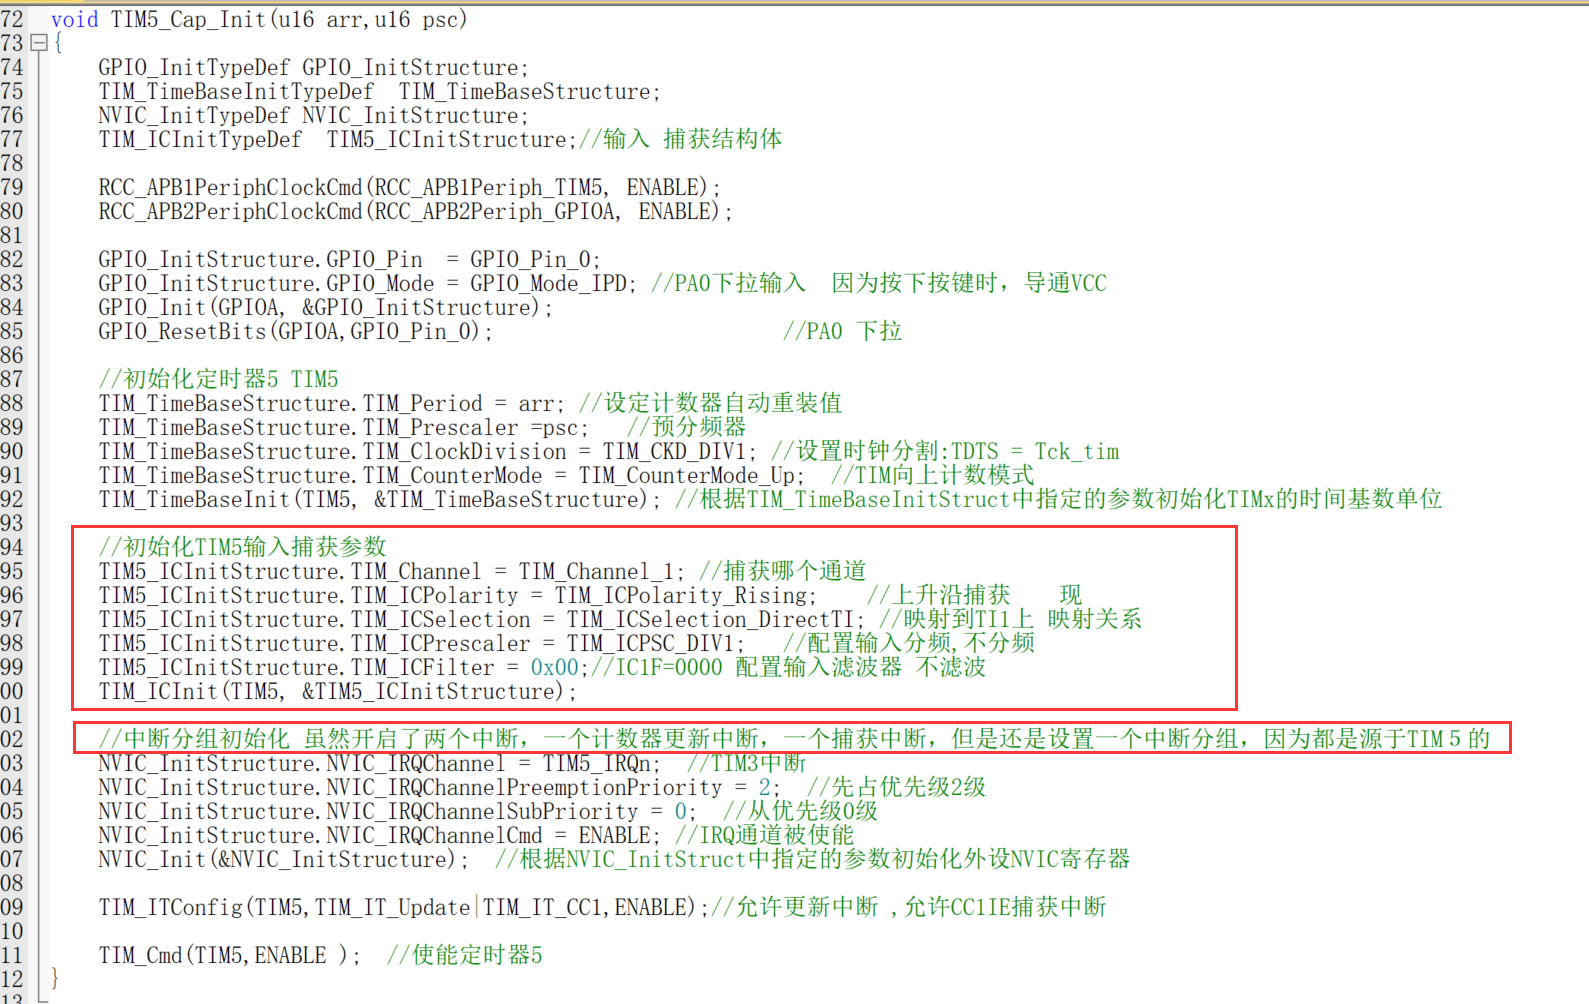 72 void TIM5_Cap_Init(u16 arr,u16 psc)
73 {
74 GPIO_InitTypeDef GPIO_InitStructure;
75 TIM_TimeBaseInitTypeDef  TIM_TimeBaseStructure;
76 NVIC_InitTypeDef NVIC_InitStructure;
77 TIM_ICInitTypeDef  TIM5_ICInitStructure;//输入 捕获结构体
78
79 RCC_APB1PeriphClockCmd(RCC_APB1Periph_TIM5, ENABLE);
80 RCC_APB2PeriphClockCmd(RCC_APB2Periph_GPIOA, ENABLE);
81
82 GPIO_InitStructure.GPIO_Pin  = GPIO_Pin_0;
83 GPIO_InitStructure.GPIO_Mode = GPIO_Mode_IPD; //PA0下拉输入  因为按下按键时，导通VCC
84 GPIO_Init(GPIOA, &GPIO_InitStructure);
85 GPIO_ResetBits(GPIOA,GPIO_Pin_0); //PA0 下拉
86
87 //初始化定时器5 TIM5
88 TIM_TimeBaseStructure.TIM_Period = arr; //设定计数器自动重装值
89 TIM_TimeBaseStructure.TIM_Prescaler =psc; //预分频器
90 TIM_TimeBaseStructure.TIM_ClockDivision = TIM_CKD_DIV1; //设置时钟分割:TDTS = Tck_tim
91 TIM_TimeBaseStructure.TIM_CounterMode = TIM_CounterMode_Up; //TIM向上计数模式
92 TIM_TimeBaseInit(TIM5, &TIM_TimeBaseStructure); //根据TIM_TimeBaseInitStruct中指定的参数初始化TIMx的时间基数单位
93
94 //初始化TIM5输入捕获参数
95 TIM5_ICInitStructure.TIM_Channel = TIM_Channel_1; //捕获哪个通道
96 TIM5_ICInitStructure.TIM_ICPolarity = TIM_ICPolarity_Rising; //上升沿捕获    现
97 TIM5_ICInitStructure.TIM_ICSelection = TIM_ICSelection_DirectTI; //映射到TI1上 映射关系
98 TIM5_ICInitStructure.TIM_ICPrescaler = TIM_ICPSC_DIV1; //配置输入分频,不分频
99 TIM5_ICInitStructure.TIM_ICFilter = 0x00;//IC1F=0000 配置输入滤波器 不滤波
00 TIM_ICInit(TIM5, &TIM5_ICInitStructure);
01
02 //中断分组初始化 虽然开启了两个中断，一个计数器更新中断，一个捕获中断，但是还是设置一个中断分组，因为都是源于TIM５的
03 NVIC_InitStructure.NVIC_IRQChannel = TIM5_IRQn; //TIM3中断
04 NVIC_InitStructure.NVIC_IRQChannelPreemptionPriority = 2; //先占优先级2级
05 NVIC_InitStructure.NVIC_IRQChannelSubPriority = 0; //从优先级0级
06 NVIC_InitStructure.NVIC_IRQChannelCmd = ENABLE; //IRQ通道被使能
07 NVIC_Init(&NVIC_InitStructure); //根据NVIC_InitStruct中指定的参数初始化外设NVIC寄存器
08
09 TIM_ITConfig(TIM5,TIM_IT_Update|TIM_IT_CC1,ENABLE);//允许更新中断 ,允许CC1IE捕获中断
10
11 TIM_Cmd(TIM5,ENABLE ); //使能定时器5
12 }
13